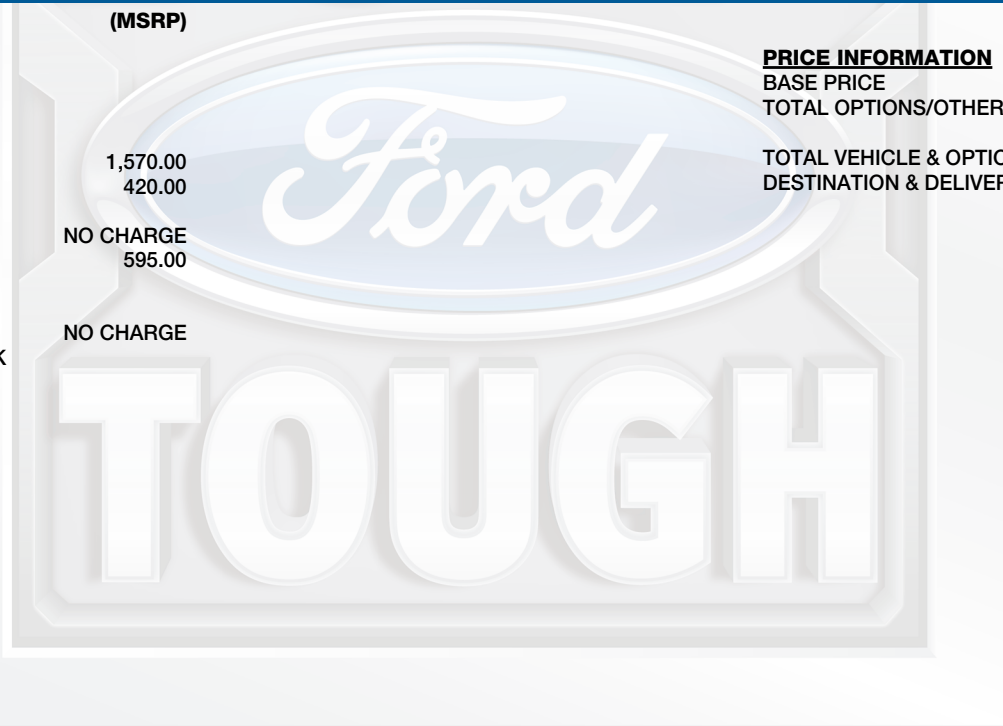 (MSRP)
1,570.00
420.00
NO CHARGE
595.00
NO CHARGE
K
PRICE INFORMATION
BASE PRICE
TOTAL OPTIONS/OTHER
TOTAL VEHICLE & OPTIO
DESTINATION & DELIVER
Ford
TOUGH